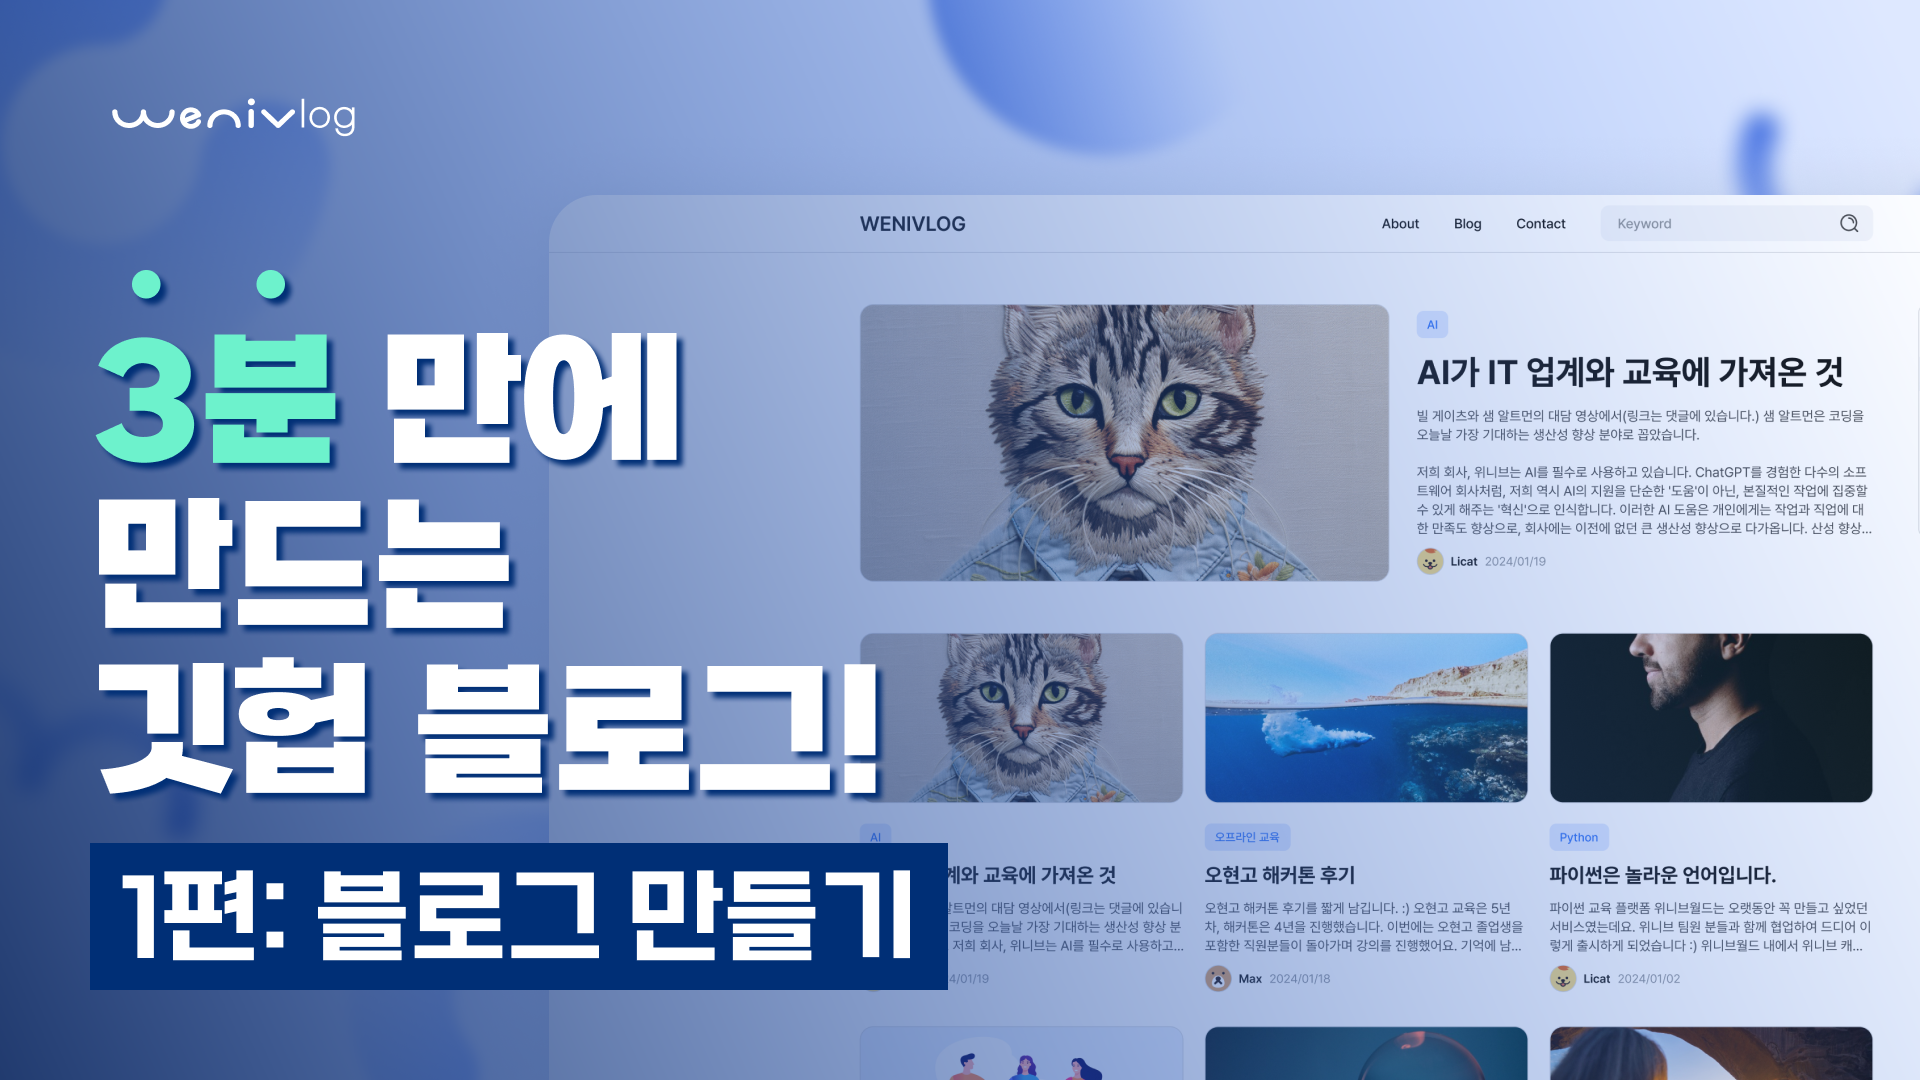 wenivlog
3분 만에
만드는
깃헙 블로그!
1편: 블로그 만들기
WENIVLOG
About
Blog
Contact
Keyword
AI
AI가 IT 업계와 교육에 가져온 것
빌 게이츠와 샘 알트먼의 대담 영상에서(링크는 댓글에 있습니다.) 샘 알트먼은 코딩을
오늘날 가장 기대하는 생산성 향상 분야로 꼽았습니다.
저희 회사, 위니브는 AI를 필수로 사용하고 있습니다. ChatGPT를 경험한 다수의 소프
트웨어 회사처럼, 저희 역시 AI의 지원을 단순한 '도움'이 아닌, 본질적인 작업에 집중할
수 있게 해주는 '혁신'으로 인식합니다. 이러한 AI 도움은 개인에게는 작업과 직업에 대
한 만족도 향상으로, 회사에는 이전에 없던 큰 생산성 향상으로 다가옵니다. 산성 향상...
Licat 2024/01/19
AI
계와 교육에 가져온 것
알트먼의 대담 영상에서(링크는 댓글에 있습니
코딩을 오늘날 가장 기대하는 생산성 향상 분
저희 회사, 위니브는 AI를 필수로 사용하고...
4/01/19
오프라인 교육
오현고 해커톤 후기
오현고 해커톤 후기를 짧게 남깁니다. :) 오현고 교육은 5년
차, 해커톤은 4년을 진행했습니다. 이번에는 오현고 졸업생을
포함한 직원분들이 돌아가며 강의를 진행했어요. 기억에 남...
Max 2024/01/18
Python
파이썬은 놀라운 언어입니다.
파이썬 교육 플랫폼 위니브월드는 오랫동안 꼭 만들고 싶었던
서비스였는데요. 위니브 팀원 분들과 함께 협업하여 드디어 이
렇게 출시하게 되었습니다 :) 위니브월드 내에서 위니브 캐...
Licat 2024/01/02